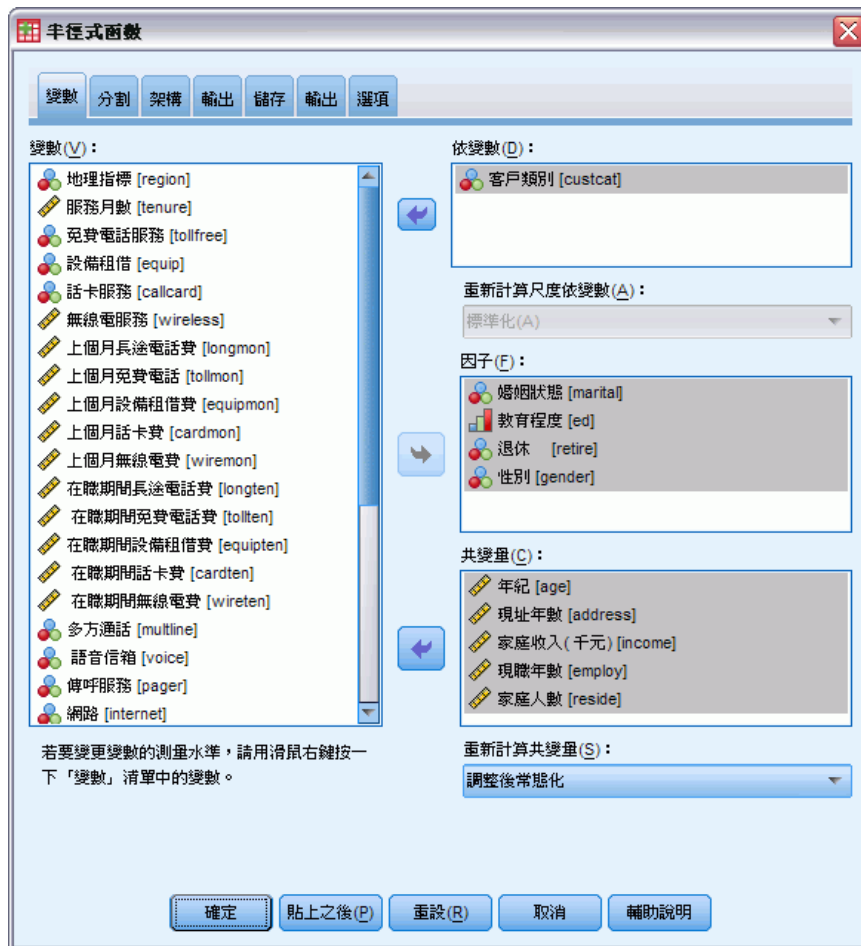 半徑式函數
變數 分割 架構 輸出 儲存 輸出 選項
變數(V)：
地理指標 [region]
服務月數 [tenure]
免費電話服務 [tollfree]
設備租借 [equip]
話卡服務 [callcard]
無線電服務 [wireless]
上個月長途電話費 [longmon]
上個月免費電話 [tollmon]
上個月設備租借費 [equipmon]
上個月話卡費 [cardmon]
上個月無線電費 [wiremon]
在職期間長途電話費 [longten]
在職期間免費電話費 [tollten]
在職期間設備租借費 [equipten]
在職期間話卡費 [cardten]
在職期間無線電費 [wireten]
多方通話 [multline]
語音信箱 [voice]
傳呼服務 [pager]
網路 [internet]
若要變更變數的測量水準，請用滑鼠右鍵按一
下「變數」清單中的變數。
依變數(D)：
客戶類別 [custcat]
重新計算尺度依變數(A)：
標準化(A)
因子(F)：
婚姻狀態 [marital]
教育程度 [ed]
退休 [retire]
性別 [gender]
共變量(C)：
年紀 [age]
現址年數 [address]
家庭收入(千元) [income]
現職年數 [employ]
家庭人數 [reside]
重新計算共變量(S)：
調整後常態化
確定 貼上之後(P) 重設(R) 取消 輔助說明